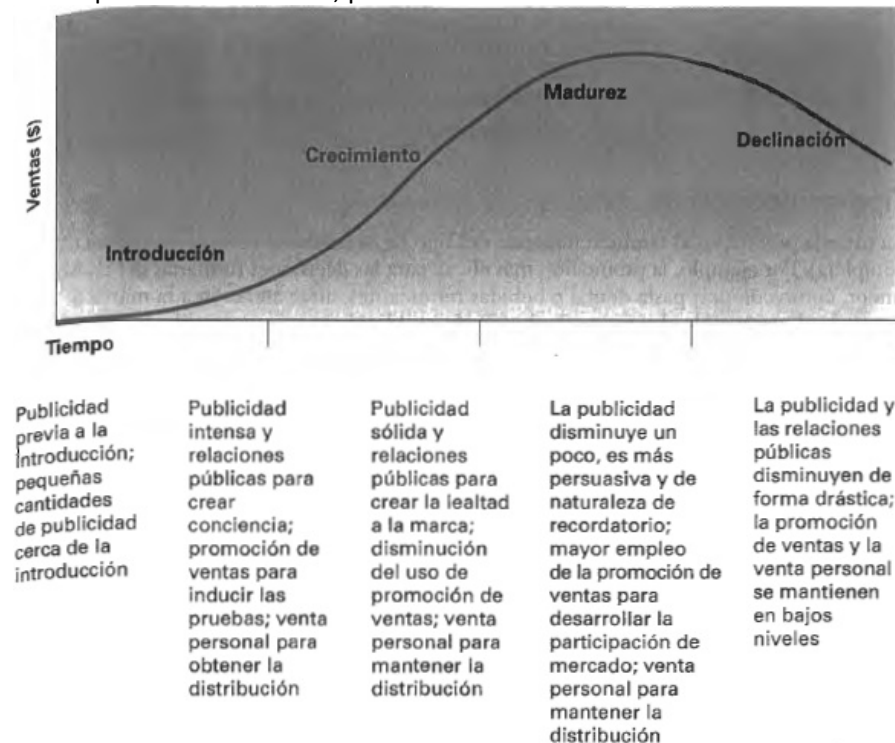 Ventas ($)
Introducción
Crecimiento
Madurez
Declinación
Tiempo
Publicidad
previa a la
introducción;
pequeñas
cantidades
de publicidad
cerca de la
introducción
Publicidad
intensa y
relaciones
públicas para
crear
conciencia;
promoción de
ventas para
inducir las
pruebas; venta
personal para
obtener la
distribución
Publicidad
sólida y
relaciones
públicas para
crear la lealtad
a la marca;
disminución
del uso de
promoción de
ventas; venta
personal para
mantener la
distribución
La publicidad
disminuye un
poco, es más
persuasiva y de
naturaleza de
recordatorio;
mayor empleo
de la promoción de
ventas para
desarrollar la
participación de
mercado; venta
personal para
mantener la
distribución
La publicidad y
las relaciones
públicas
disminuyen de
forma drástica;
la promoción
de ventas y la
venta personal
se mantienen
en bajos
niveles